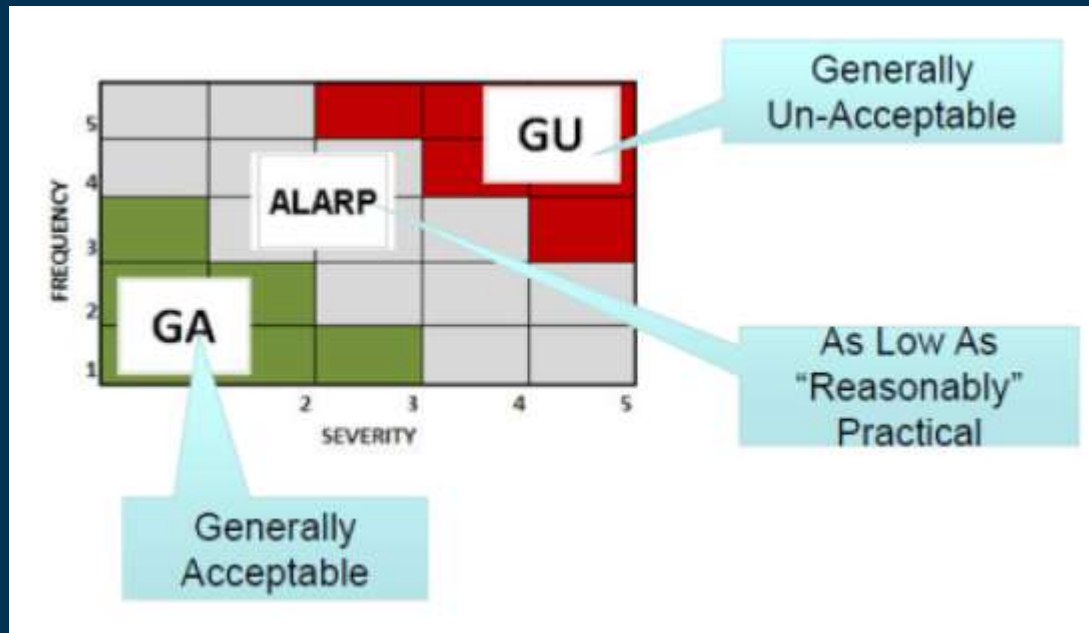 Generally
Un-Acceptable
GU
5
4
3
2
1
FREQUENCY
ALARP
GA
2
3
4
5
SEVERITY
As Low As
“Reasonably”
Practical
Generally
Acceptable